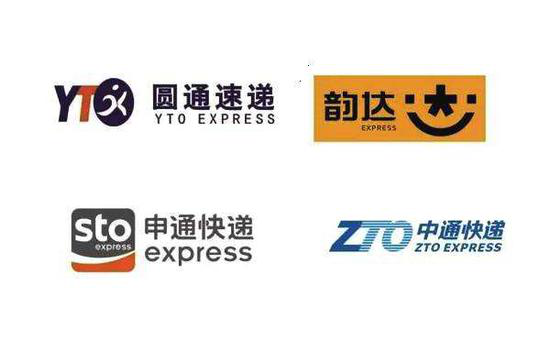 YTO 圆通速递
YTO EXPRESS
韵达
EXPRESS
sto
express
申通快递
express
ZTO 中通快递
ZTO EXPRESS